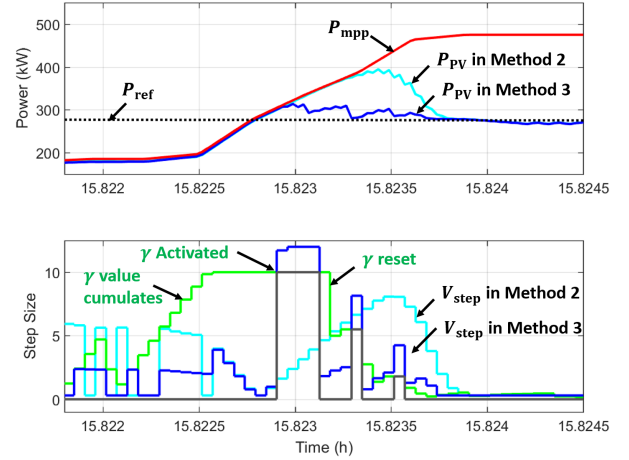 500
400
300
200
Power (kW)
P_mpp
P_PV in Method 2
P_PV in Method 3
P_ref
15.822 15.8225 15.823 15.8235 15.824 15.8245
10
5
0
Step Size
γ Activated
γ value
cumulates
γ reset
V_step in Method 2
V_step in Method 3
15.822 15.8225 15.823 15.8235 15.824 15.8245
Time (h)